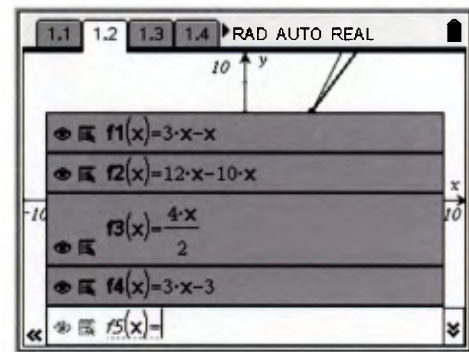 1.1 1.2 1.3 1.4 RAD AUTO REAL
10 y
f1(x)=3·x-x
f2(x)=12·x-10·x
x
-10 10
f3(x)=4·x/2
f4(x)=3·x-3
« f5(x)=